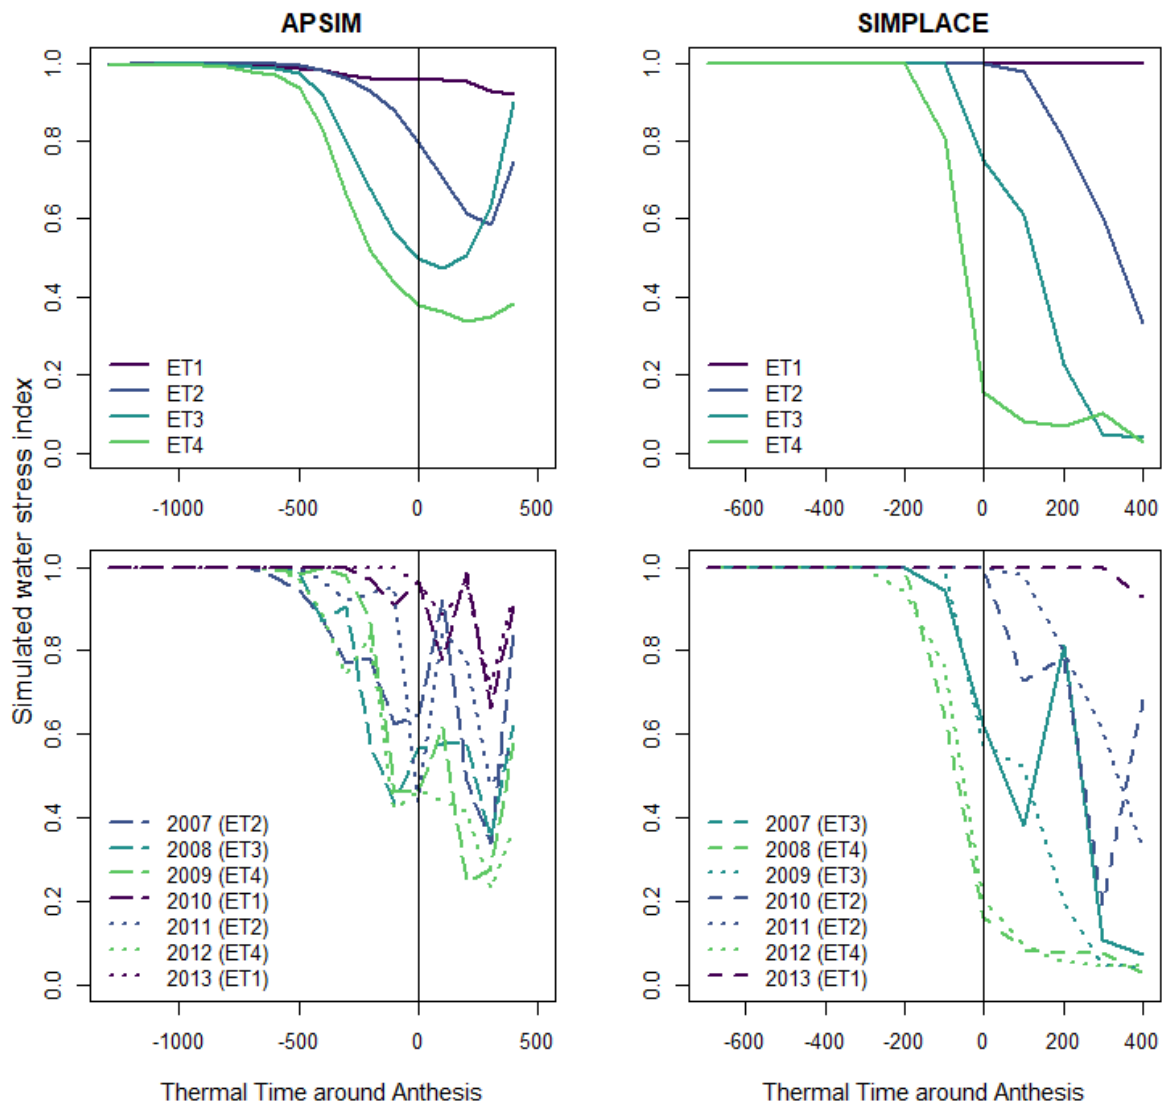 APSIM
SIMPLACE
Simulated water stress index
1.0
0.8
0.6
0.4
0.2
0.0
ET1
ET2
ET3
ET4
-1000
-500
0
500
1.0
0.8
0.6
0.4
0.2
0.0
ET1
ET2
ET3
ET4
-600
-400
-200
0
200
400
1.0
0.8
0.6
0.4
0.2
0.0
2007 (ET2)
2008 (ET3)
2009 (ET4)
2010 (ET1)
2011 (ET2)
2012 (ET4)
2013 (ET1)
-1000
-500
0
500
Thermal Time around Anthesis
1.0
0.8
0.6
0.4
0.2
0.0
2007 (ET3)
2008 (ET4)
2009 (ET3)
2010 (ET2)
2011 (ET2)
2012 (ET4)
2013 (ET1)
-600
-400
-200
0
200
400
Thermal Time around Anthesis